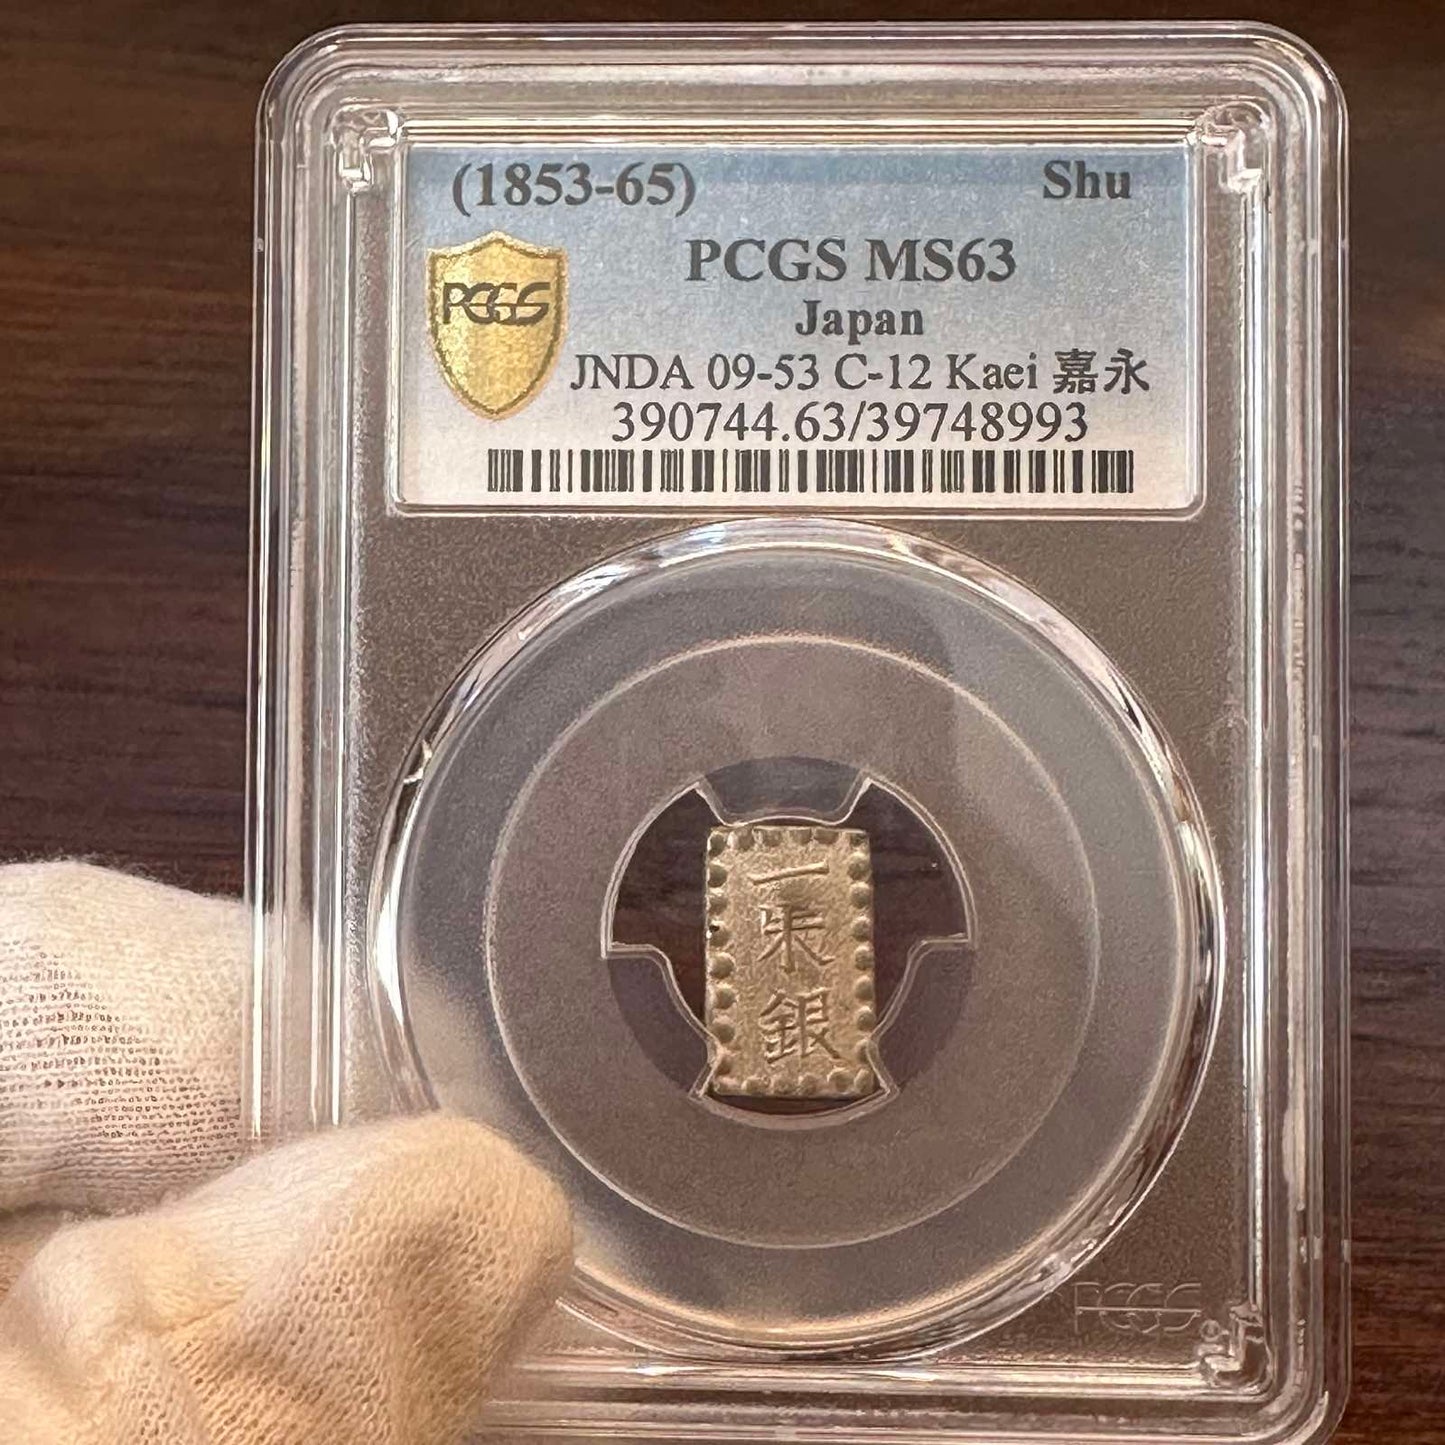 (1853-65) Shu
PCGS MS63
PCGS
Japan
JNDA 09-53 C-12 Kaei 嘉永
390744.63/39748993
一朱銀
PCGS